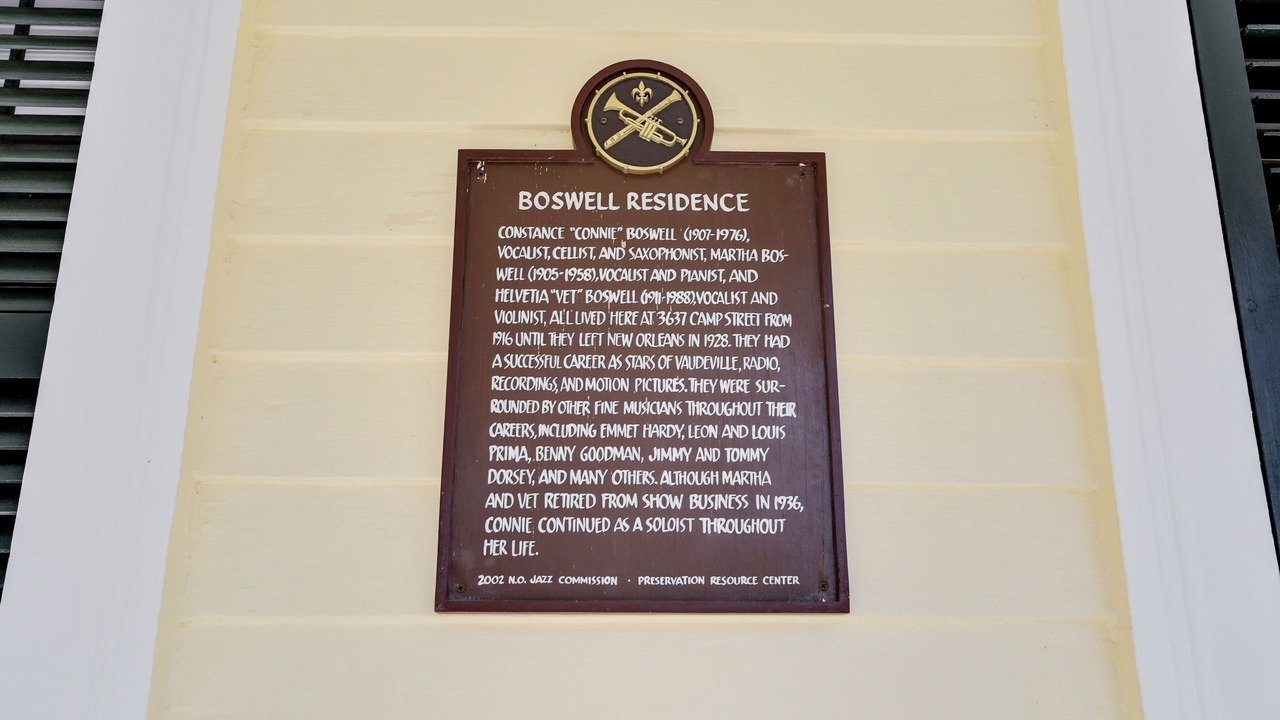 BOSWELL RESIDENCE
CONSTANCE "CONNIE" BOSWELL (1907-1976),
VOCALIST, CELLIST, AND SAXOPHONIST, MARTHA BOS-
WELL (1905-1958), VOCALIST AND PIANIST, AND
HELVETIA "VET" BOSWELL (1911-1988), VOCALIST AND
VIOLINIST, ALL LIVED HERE AT 3637 CAMP STREET FROM
1916 UNTIL THEY LEFT NEW ORLEANS IN 1928. THEY HAD
A SUCCESSFUL CAREER AS STARS OF VAUDEVILLE, RADIO,
RECORDINGS, AND MOTION PICTURES. THEY WERE SUR-
ROUNDED BY OTHER FINE MUSICIANS THROUGHOUT THEIR
CAREERS, INCLUDING EMMET HARDY, LEON AND LOUIS
PRIMA, BENNY GOODMAN, JIMMY AND TOMMY
DORSEY, AND MANY OTHERS. ALTHOUGH MARTHA
AND VET RETIRED FROM SHOW BUSINESS IN 1936,
CONNIE CONTINUED AS A SOLOIST THROUGHOUT
HER LIFE.
2002 N.O. JAZZ COMMISSION · PRESERVATION RESOURCE CENTER